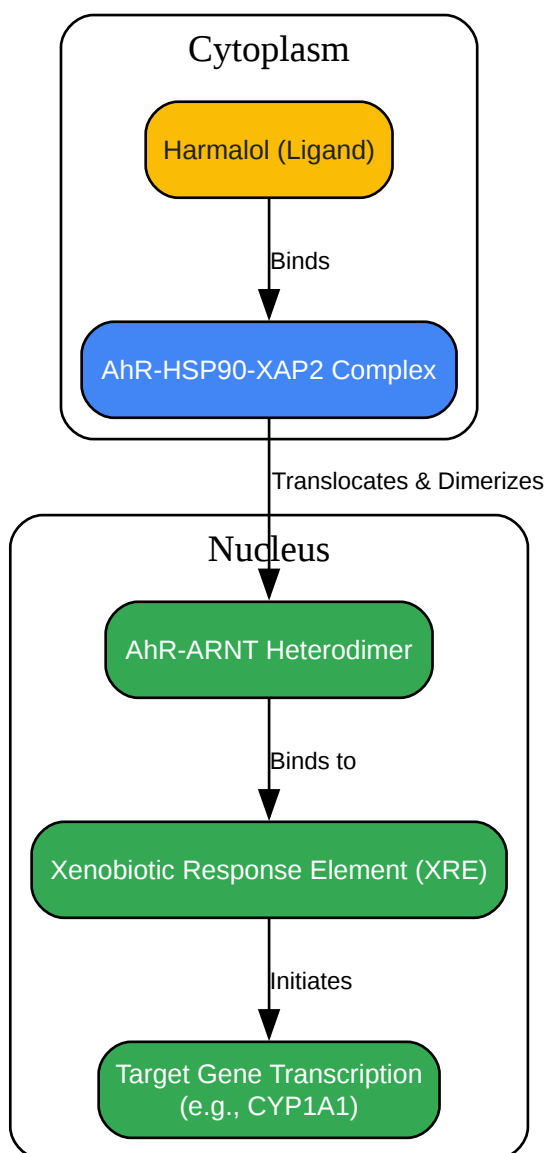 Cytoplasm
Harmalol (Ligand)
Binds
AhR-HSP90-XAP2 Complex
Translocates & Dimerizes
Nucleus
AhR-ARNT Heterodimer
Binds to
Xenobiotic Response Element (XRE)
Initiates
Target Gene Transcription
(e.g., CYP1A1)